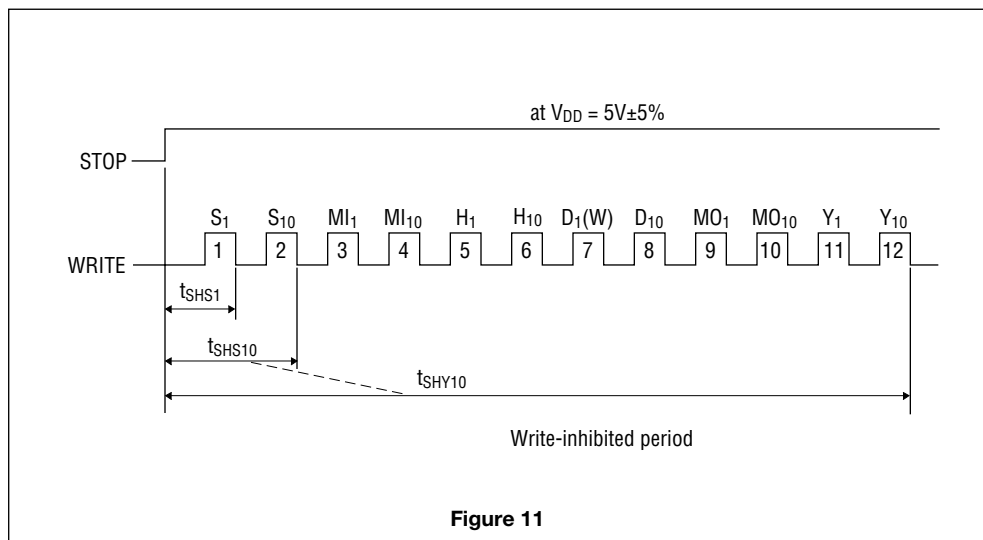 at VDD = 5V±5%
STOP
S1 S10 MI1 MI10 H1 H10 D1(W) D10 MO1 MO10 Y1 Y10
WRITE 1 2 3 4 5 6 7 8 9 10 11 12
tSHS1
tSHS10
tSHY10
Write-inhibited period
Figure 11